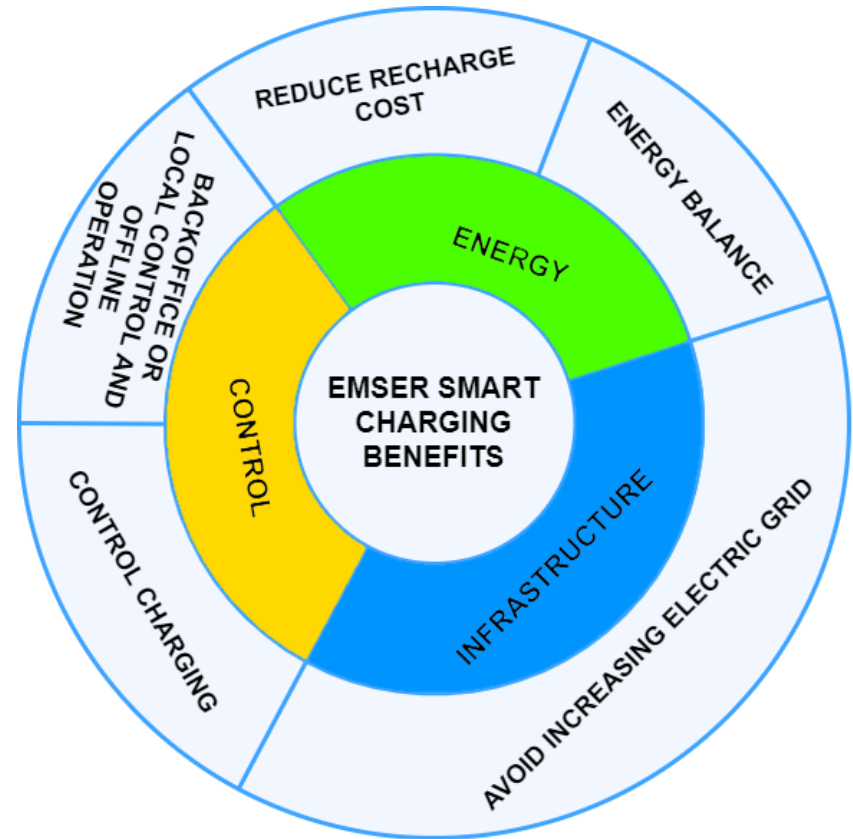 REDUCE RECHARGE
COST
ENERGY BALANCE
BACKOFFICE OR
LOCAL CONTROL AND
OFFLINE
OPERATION
ENERGY
CONTROL
EMSER SMART
CHARGING
BENEFITS
INFRASTRUCTURE
CONTROL CHARGING
AVOID INCREASING ELECTRIC GRID